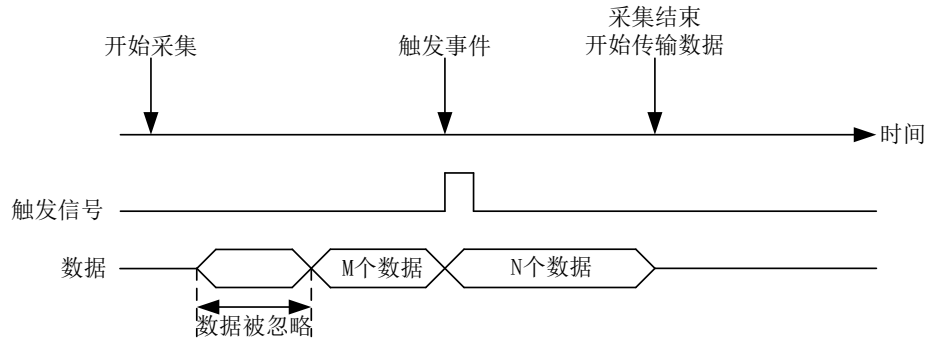 采集结束
开始采集
触发事件
开始传输数据
时间
触发信号
数据
M个数据
N个数据
数据被忽略